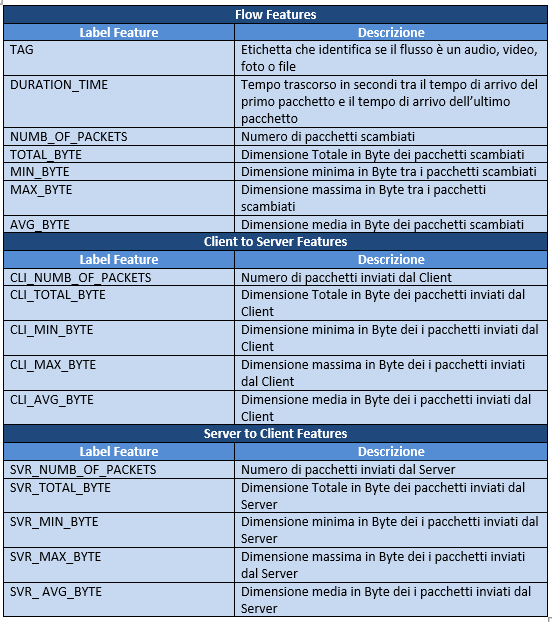 Flow Features
Label Feature Descrizione
TAG Etichetta che identifica se il flusso è un audio, video,
foto o file
DURATION_TIME Tempo trascorso in secondi tra il tempo di arrivo del
primo pacchetto e il tempo di arrivo dell'ultimo
pacchetto
NUMB_OF_PACKETS Numero di pacchetti scambiati
TOTAL_BYTE Dimensione Totale in Byte dei pacchetti scambiati
MIN_BYTE Dimensione minima in Byte tra i pacchetti scambiati
MAX_BYTE Dimensione massima in Byte tra i pacchetti
scambiati
AVG_BYTE Dimensione media in Byte dei pacchetti scambiati
Client to Server Features
Label Feature Descrizione
CLI_NUMB_OF_PACKETS Numero di pacchetti inviati dal Client
CLI_TOTAL_BYTE Dimensione Totale in Byte dei pacchetti inviati dal
Client
CLI_MIN_BYTE Dimensione minima in Byte dei i pacchetti inviati dal
Client
CLI_MAX_BYTE Dimensione massima in Byte dei i pacchetti inviati
dal Client
CLI_AVG_BYTE Dimensione media in Byte dei i pacchetti inviati dal
Client
Server to Client Features
Label Feature Descrizione
SVR_NUMB_OF_PACKETS Numero di pacchetti inviati dal Server
SVR_TOTAL_BYTE Dimensione Totale in Byte dei pacchetti inviati dal
Server
SVR_MIN_BYTE Dimensione minima in Byte dei i pacchetti inviati dal
Server
SVR_MAX_BYTE Dimensione massima in Byte dei i pacchetti inviati
dal Server
SVR_ AVG_BYTE Dimensione media in Byte dei i pacchetti inviati dal
Server